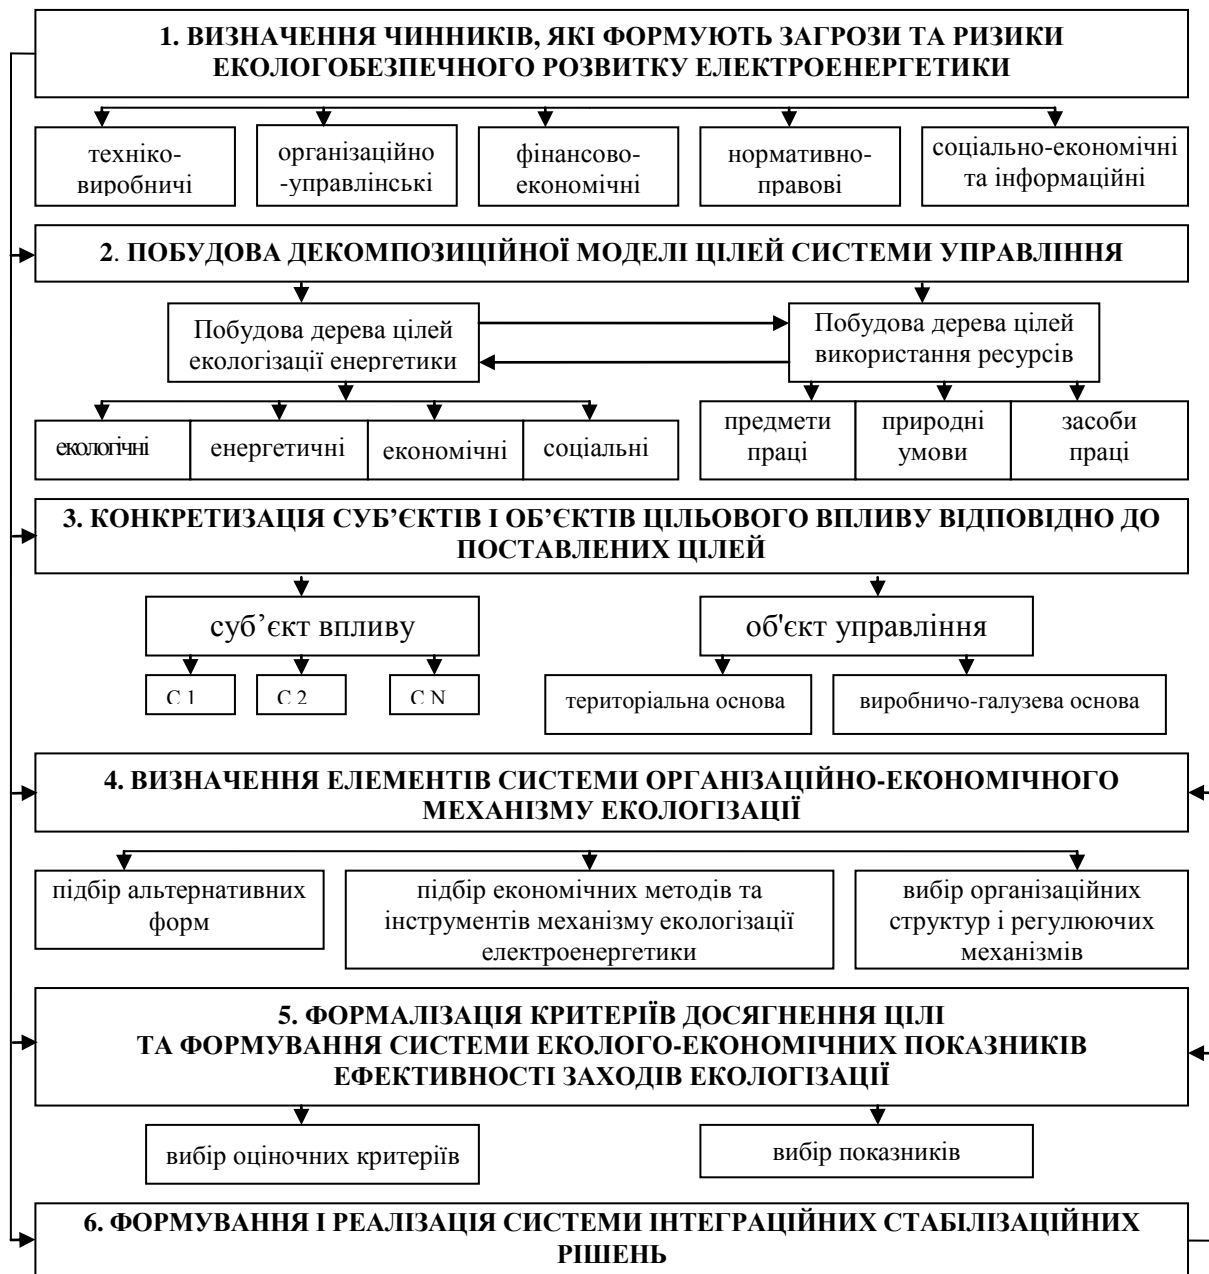 1. ВИЗНАЧЕННЯ ЧИННИКІВ, ЯКІ ФОРМУЮТЬ ЗАГРОЗИ ТА РИЗИКИ
ЕКОЛОГОБЕЗПЕЧНОГО РОЗВИТКУ ЕЛЕКТРОЕНЕРГЕТИКИ
техніко-
виробничі
організаційно
-управлінські
фінансово-
економічні
нормативно-
правові
соціально-економічні
та інформаційні
2. ПОБУДОВА ДЕКОМПОЗИЦІЙНОЇ МОДЕЛІ ЦІЛЕЙ СИСТЕМИ УПРАВЛІННЯ
Побудова дерева цілей
екологізації енергетики
Побудова дерева цілей
використання ресурсів
екологічні
енергетичні
економічні
соціальні
предмети
праці
природні
умови
засоби
праці
3. КОНКРЕТИЗАЦІЯ СУБ’ЄКТІВ І ОБ’ЄКТІВ ЦІЛЬОВОГО ВПЛИВУ ВІДПОВІДНО ДО
ПОСТАВЛЕНИХ ЦІЛЕЙ
суб’єкт впливу
об'єкт управління
С 1
С 2
С N
територіальна основа
виробничо-галузева основа
4. ВИЗНАЧЕННЯ ЕЛЕМЕНТІВ СИСТЕМИ ОРГАНІЗАЦІЙНО-ЕКОНОМІЧНОГО
МЕХАНІЗМУ ЕКОЛОГІЗАЦІЇ
підбір альтернативних
форм
підбір економічних методів та
інструментів механізму екологізації
електроенергетики
вибір організаційних
структур і регулюючих
механізмів
5. ФОРМАЛІЗАЦІЯ КРИТЕРІЇВ ДОСЯГНЕННЯ ЦІЛІ
ТА ФОРМУВАННЯ СИСТЕМИ ЕКОЛОГО-ЕКОНОМІЧНИХ ПОКАЗНИКІВ
ЕФЕКТИВНОСТІ ЗАХОДІВ ЕКОЛОГІЗАЦІЇ
вибір оціночних критеріїв
вибір показників
6. ФОРМУВАННЯ І РЕАЛІЗАЦІЯ СИСТЕМИ ІНТЕГРАЦІЙНИХ СТАБІЛІЗАЦІЙНИХ
РІШЕНЬ